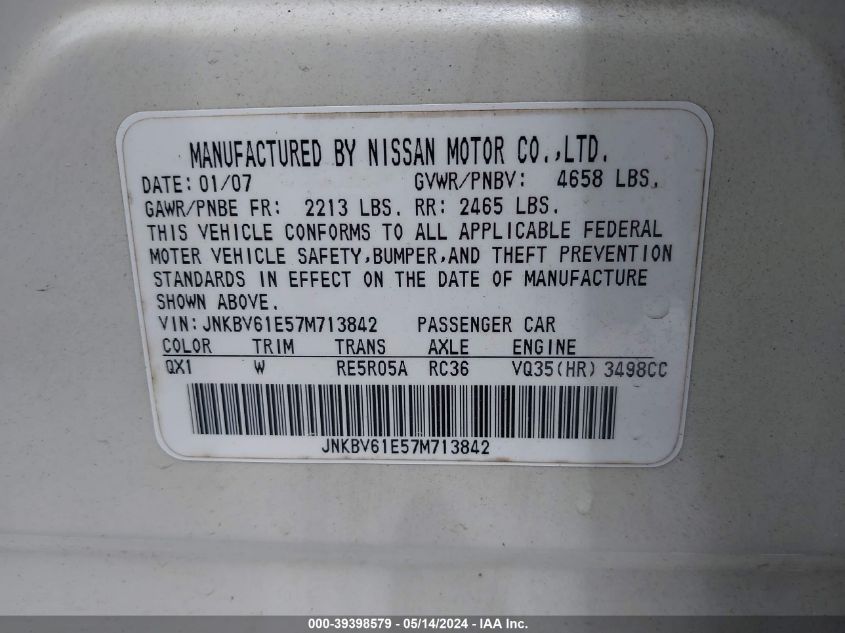 MANUFACTURED BY NISSAN MOTOR CO.,LTD.
DATE: 01/07 GVWR/PNBV: 4658 LBS.
GAWR/PNBE FR: 2213 LBS. RR: 2465 LBS.
THIS VEHICLE CONFORMS TO ALL APPLICABLE FEDERAL
MOTER VEHICLE SAFETY,BUMPER,AND THEFT PREVENTION
STANDARDS IN EFFECT ON THE DATE OF MANUFACTURE
SHOWN ABOVE.
VIN: JNKBV61E57M713842 PASSENGER CAR
COLOR TRIM TRANS AXLE ENGINE
QX1 W RE5R05A RC36 VQ35(HR) 3498CC
JNKBV61E57M713842
000-39398579 - 05/14/2024 - IAA Inc.